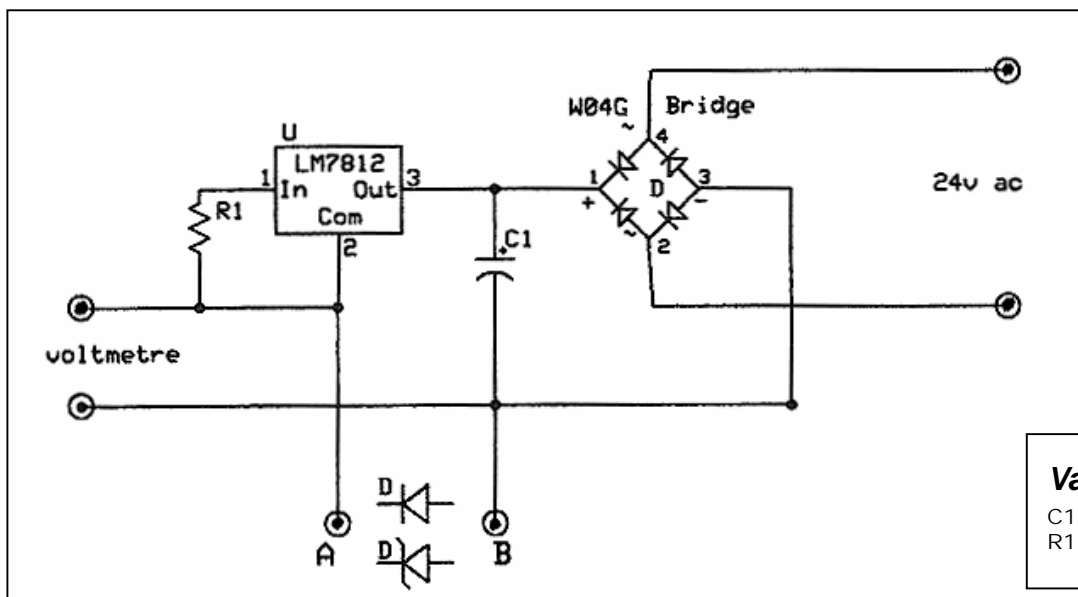 W04G Bridge
~
4
U
LM7812
1 In Out 3
Com
2
R1
1
+
D
3
-
~
2
24v ac
C1
+
voltmetre
D
A
B
D
C1
R1